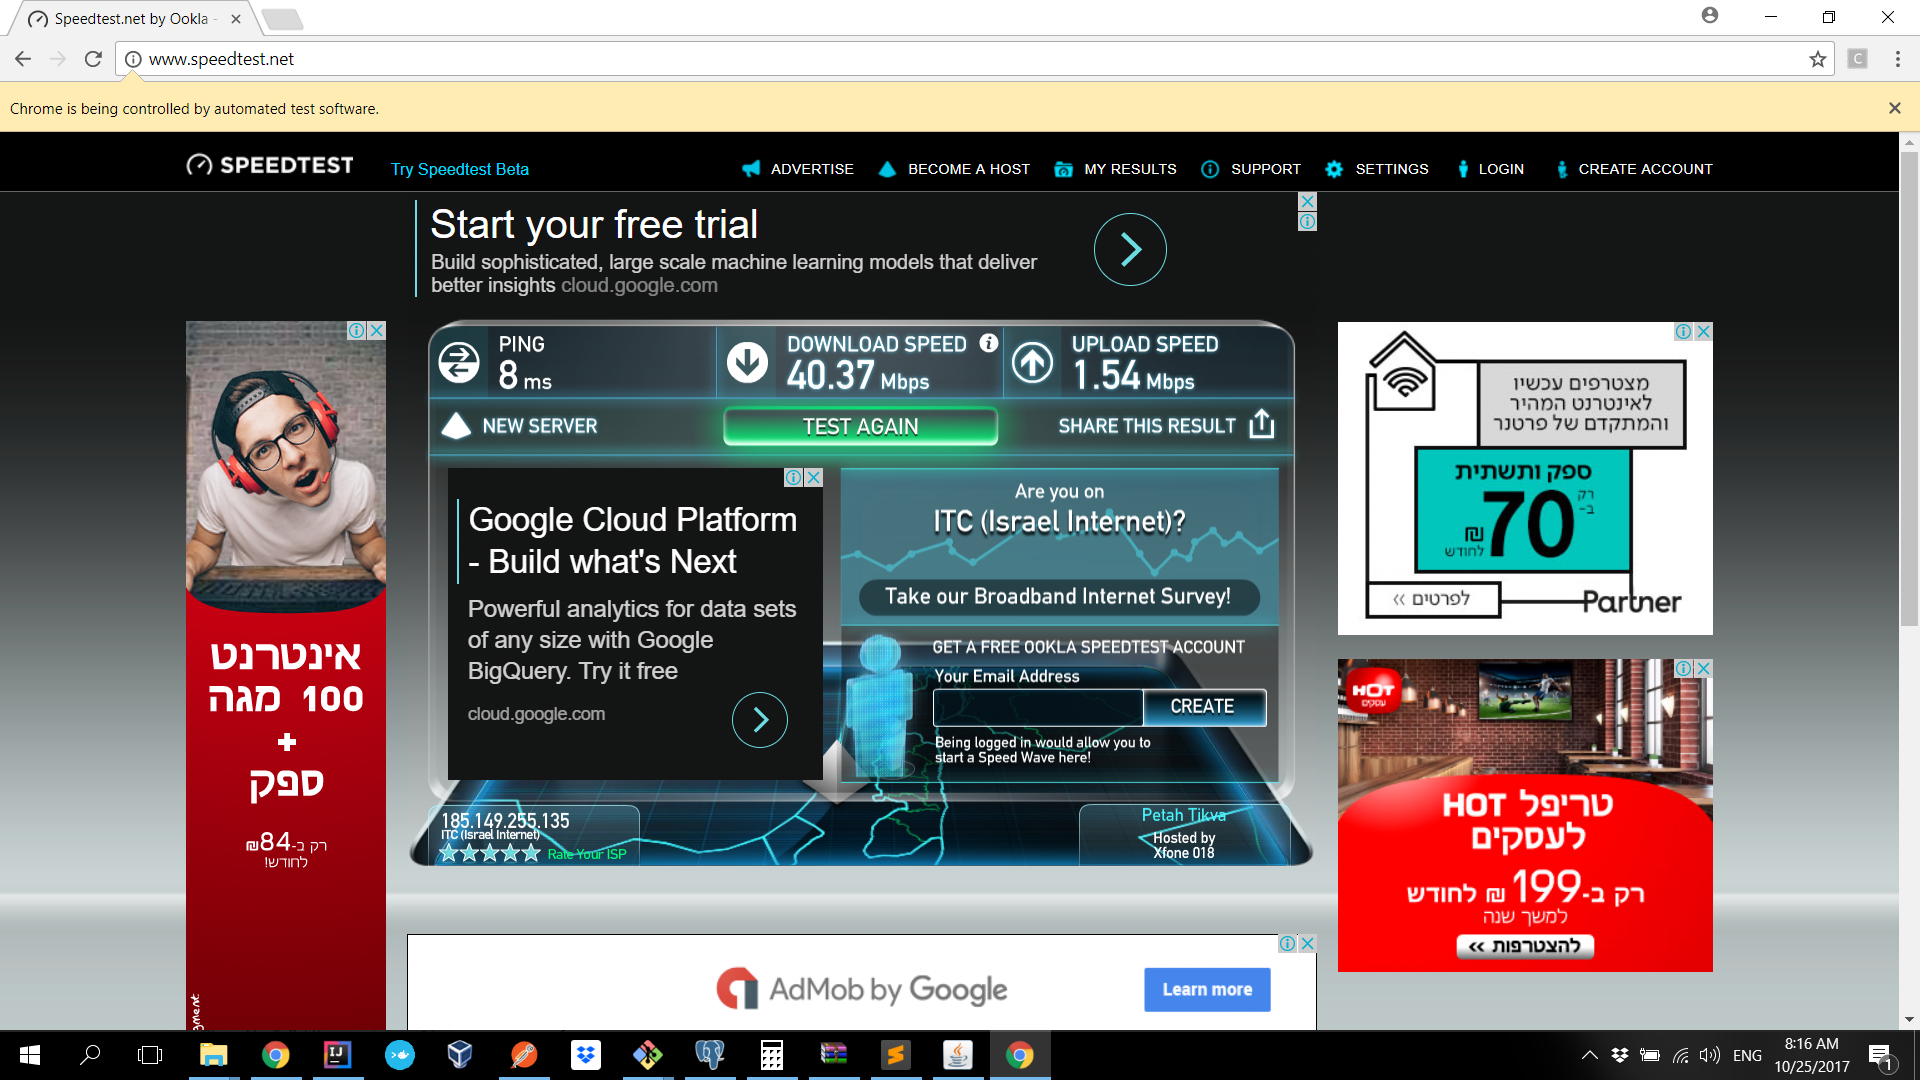 Speedtest.net by Ookla -
www.speedtest.net
C
Chrome is being controlled by automated test software.
SPEEDTEST
Try Speedtest Beta
ADVERTISE
BECOME A HOST
MY RESULTS
SUPPORT
SETTINGS
LOGIN
CREATE ACCOUNT
Start your free trial
Build sophisticated, large scale machine learning models that deliver
better insights cloud.google.com
PING
8 ms
DOWNLOAD SPEED
40.37 Mbps
UPLOAD SPEED
1.54 Mbps
NEW SERVER
TEST AGAIN
SHARE THIS RESULT
Google Cloud Platform
- Build what's Next
Powerful analytics for data sets
of any size with Google
BigQuery. Try it free
cloud.google.com
Are you on
ITC (Israel Internet)?
Take our Broadband Internet Survey!
GET A FREE OOKLA SPEEDTEST ACCOUNT
Your Email Address
CREATE
Being logged in would allow you to
start a Speed Wave here!
185.149.255.135
ITC (Israel Internet)
Rate Your ISP
Petah Tikva
Hosted by
Xfone 018
אינטרנט
100 מגה
+
ספק
רק ב-84₪
לחודש!
מצטרפים עכשיו
לאינטרנט המהיר
והמתקדם של פרטנר
ספק ותשתית
רק ב-
70 ₪
לחודש
לפרטים >>
Partner
HOT
עסקים
טריפל HOT
לעסקים
רק ב-199 ₪ לחודש
למשך שנה
להצטרפות >>
AdMob by Google
Learn more
IJ
ENG
8:16 AM
10/25/2017
1